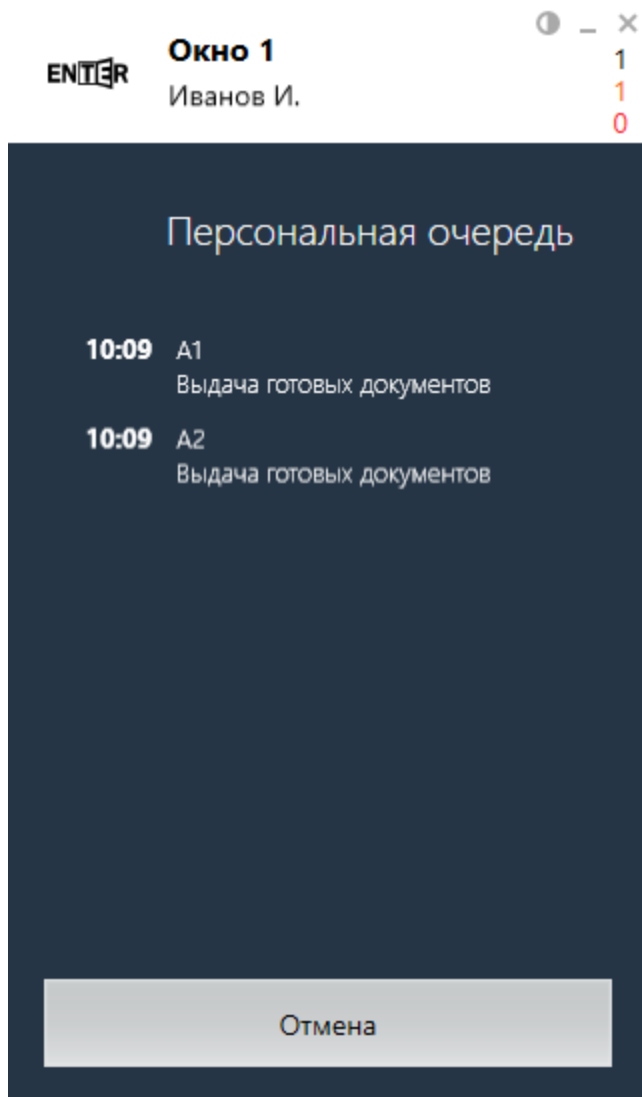 ENTER
Окно 1
Иванов И.
1
1
0
Персональная очередь
10:09 A1
Выдача готовых документов
10:09 A2
Выдача готовых документов
Отмена